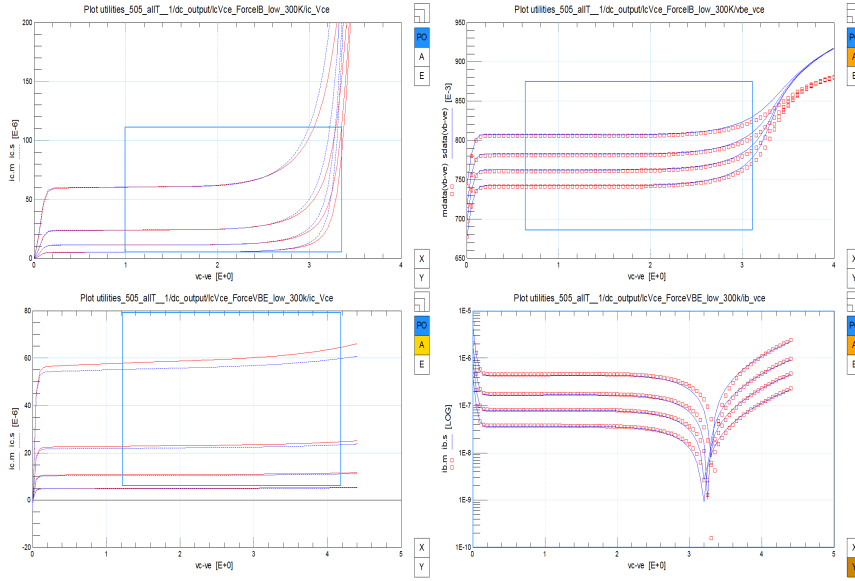 Plot utilities_505_allT__1/dc_output/IcVce_ForceIB_low_300K/ic_Vce
ic.m ic.s [E-6]
200
150
100
50
0
0 1 2 3 4
vc-ve [E+0]
PO
A
E
X
Y
Plot utilities_505_allT__1/dc_output/IcVce_ForceIB_low_300K/vbe_vce
mdata(vb-ve) sdata(vb-ve) [E-3]
950
900
850
800
750
700
650
0 1 2 3 4
vc-ve [E+0]
A
E
X
Y
Plot utilities_505_allT__1/dc_output/IcVce_ForceVBE_low_300k/ic_Vce
ic.m ic.s [E-6]
80
60
40
20
0
-20
0 1 2 3 4 5
vc-ve [E+0]
PO
A
E
X
Y
Plot utilities_505_allT__1/dc_output/IcVce_ForceVBE_low_300k/ib_vce
ib.m ib.s [LOG]
1E-5
1E-6
1E-7
1E-8
1E-9
1E-10
0 1 2 3 4 5
vc-ve [E+0]
A
E
X
Y